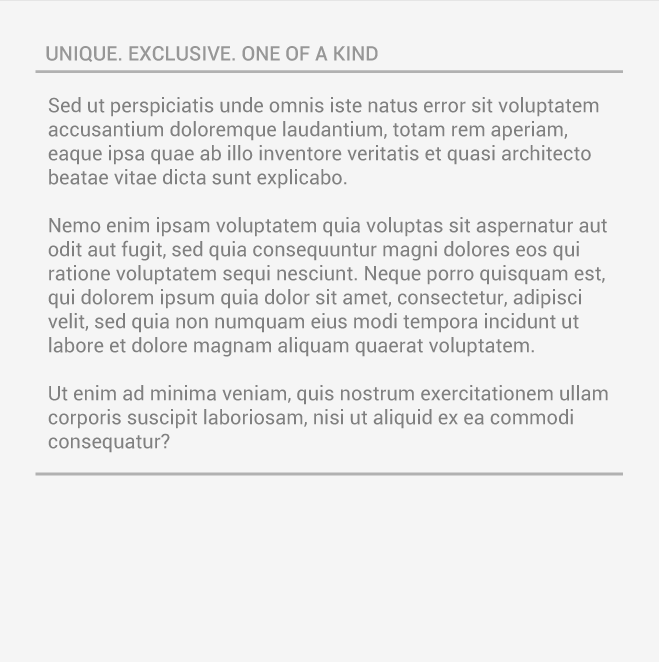 UNIQUE. EXCLUSIVE. ONE OF A KIND
Sed ut perspiciatis unde omnis iste natus error sit voluptatem
accusantium doloremque laudantium, totam rem aperiam,
eaque ipsa quae ab illo inventore veritatis et quasi architecto
beatae vitae dicta sunt explicabo.
Nemo enim ipsam voluptatem quia voluptas sit aspernatur aut
odit aut fugit, sed quia consequuntur magni dolores eos qui
ratione voluptatem sequi nesciunt. Neque porro quisquam est,
qui dolorem ipsum quia dolor sit amet, consectetur, adipisci
velit, sed quia non numquam eius modi tempora incidunt ut
labore et dolore magnam aliquam quaerat voluptatem.
Ut enim ad minima veniam, quis nostrum exercitationem ullam
corporis suscipit laboriosam, nisi ut aliquid ex ea commodi
consequatur?